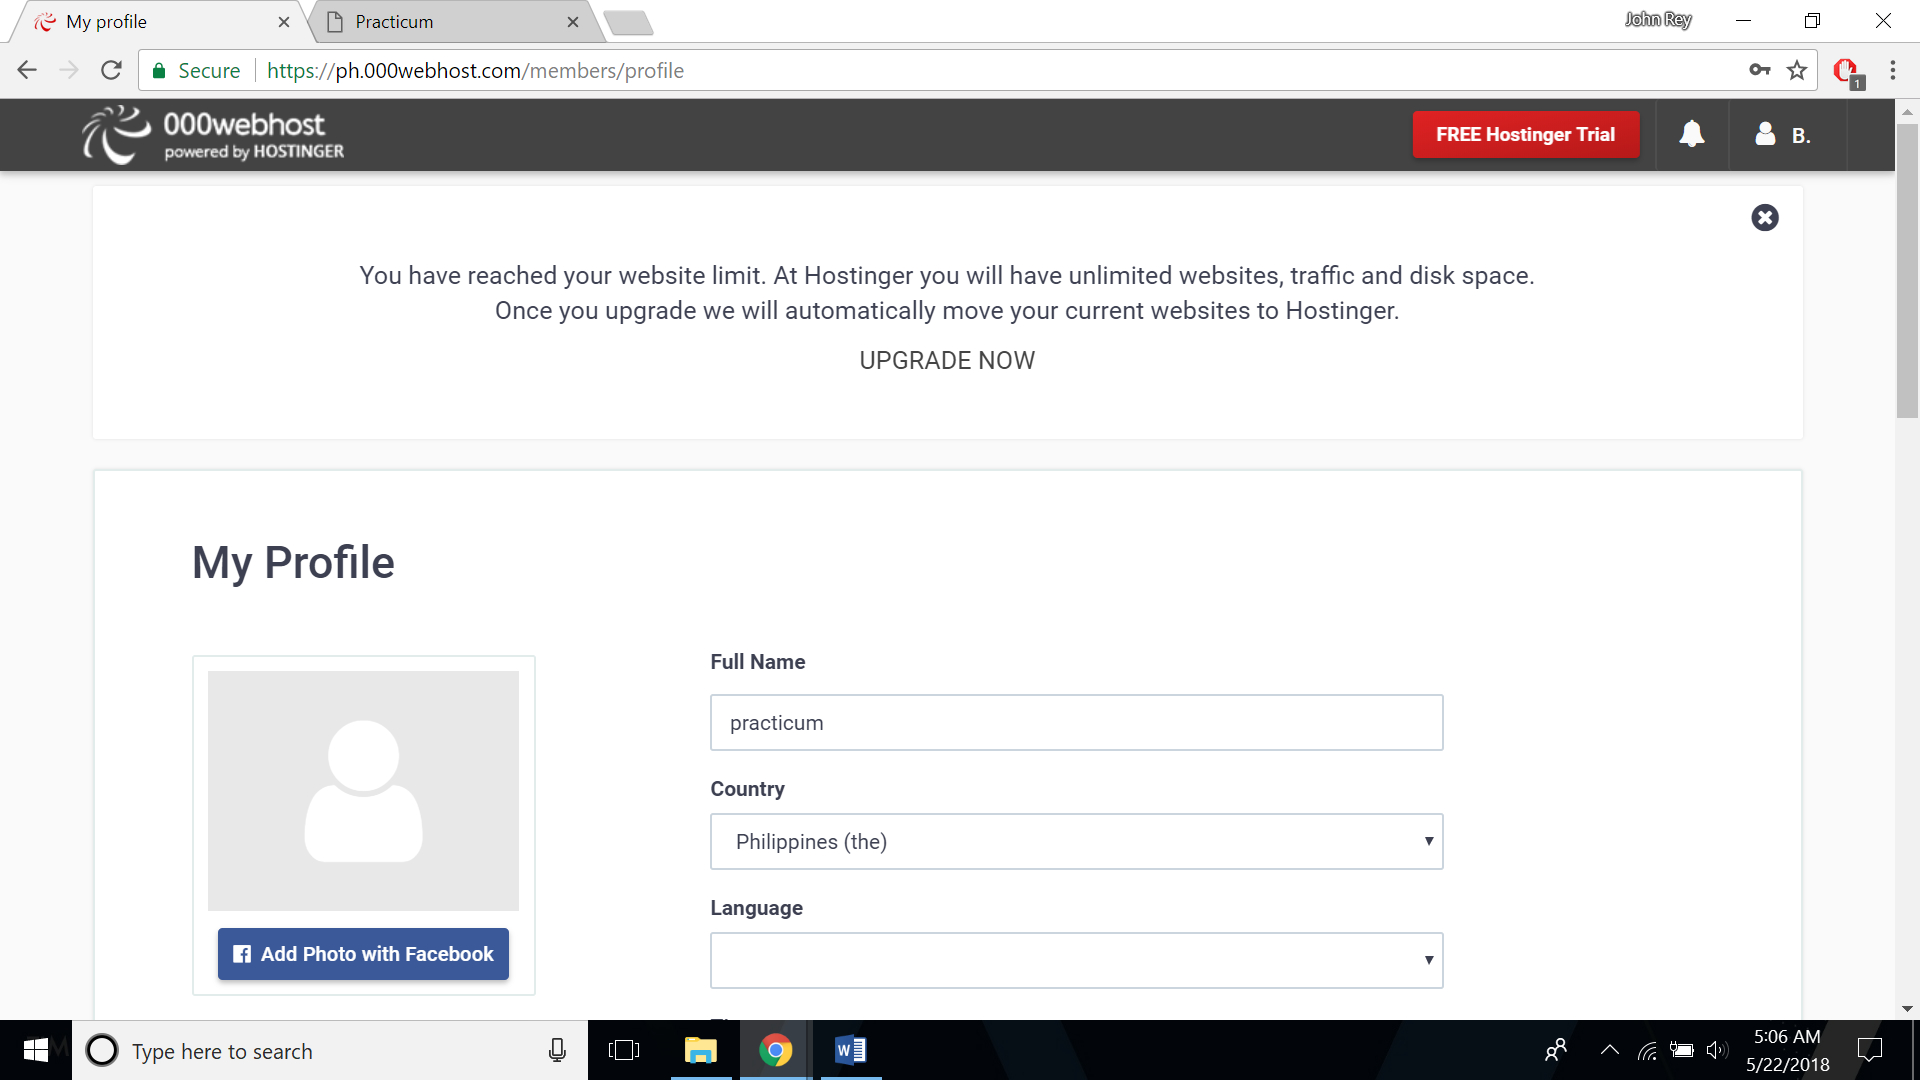 My profile
Practicum
John Rey
Secure
https://ph.000webhost.com/members/profile
1
000webhost
powered by HOSTINGER
FREE Hostinger Trial
B.
You have reached your website limit. At Hostinger you will have unlimited websites, traffic and disk space.
Once you upgrade we will automatically move your current websites to Hostinger.
UPGRADE NOW
My Profile
Full Name
practicum
Country
Philippines (the)
Language
Add Photo with Facebook
Type here to search
5:06 AM
5/22/2018